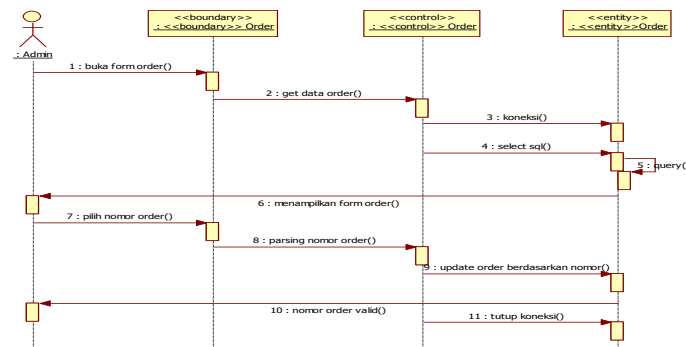 <<boundary>>
: <<boundary>> Order
<<control>>
: <<control>> Order
<<entity>>
: <<entity>>Order
: Admin
1 : buka form order()
2 : get data order()
3 : koneksi()
4 : select sql()
5 : query(
6 : menampilkan form order()
7 : pilih nomor order()
8 : parsing nomor order()
9 : update order berdasarkan nomor()
10 : nomor order valid()
11 : tutup koneksi()